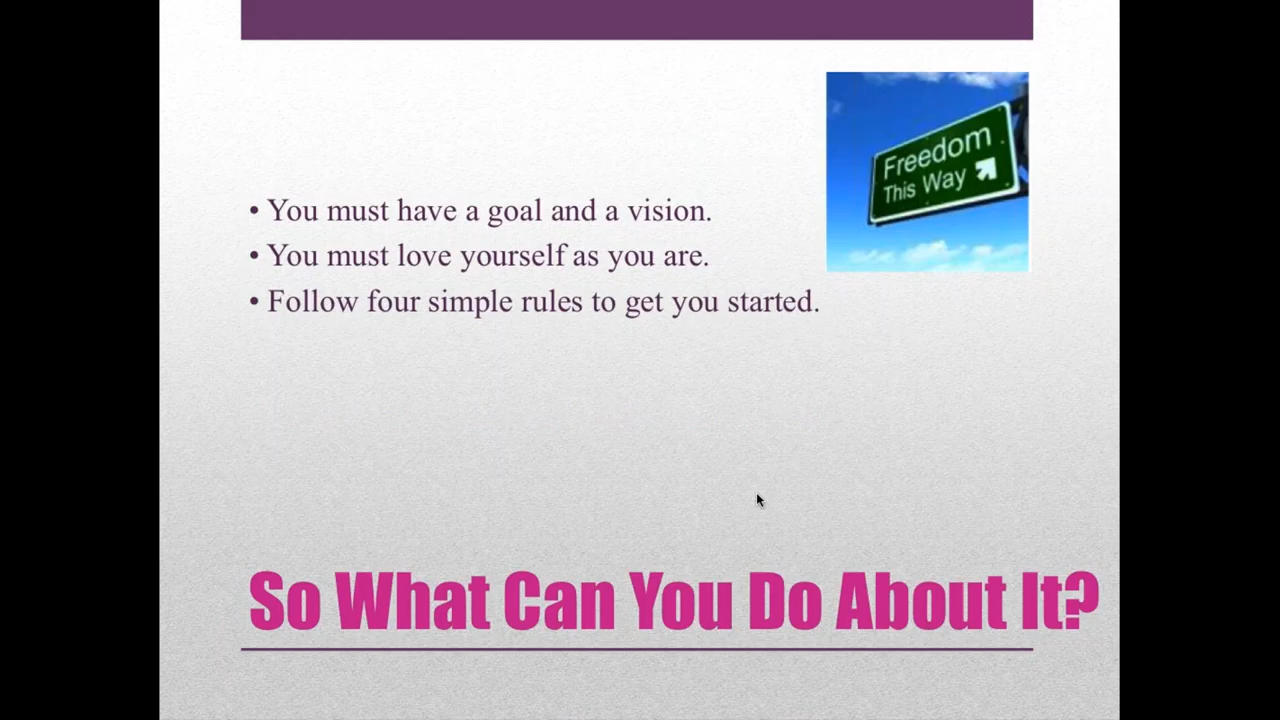 Freedom
This Way
• You must have a goal and a vision.
• You must love yourself as you are.
• Follow four simple rules to get you started.
So What Can You Do About It?